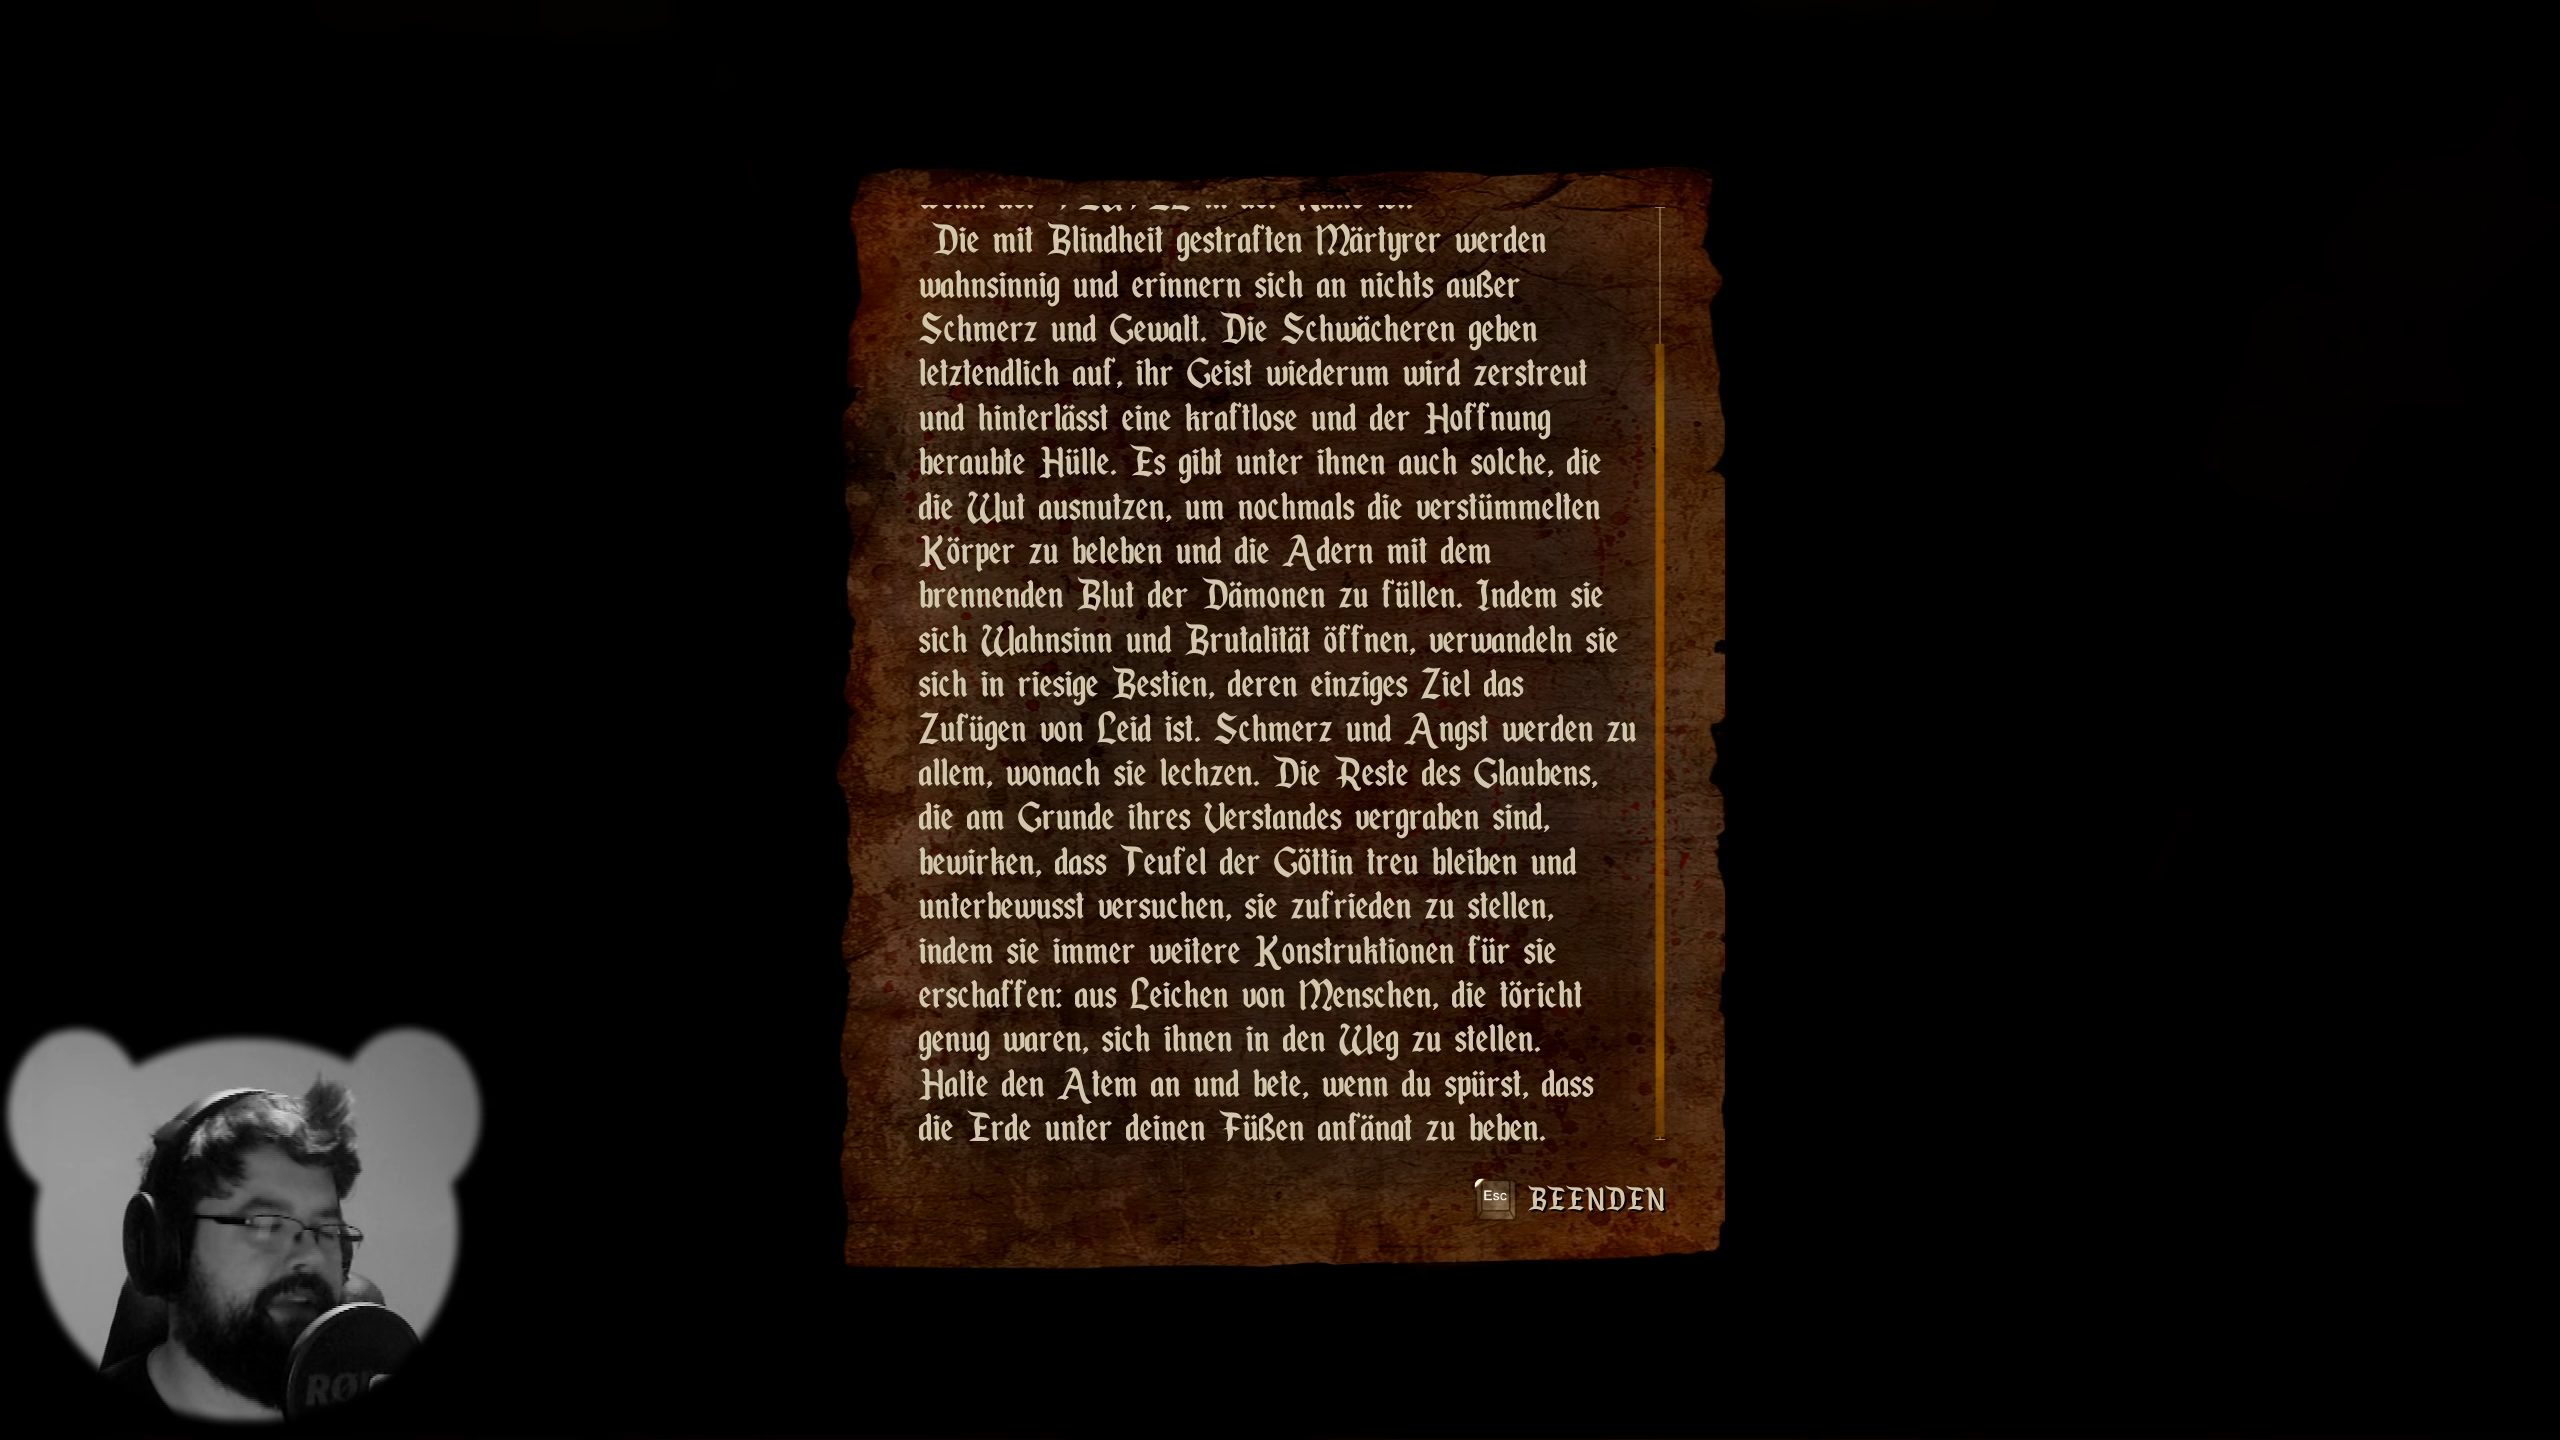 Die mit Blindheit gestraften Märtyrer werden
wahnsinnig und erinnern sich an nichts außer
Schmerz und Gewalt. Die Schwächeren geben
letztendlich auf, ihr Geist wiederum wird zerstreut
und hinterlässt eine kraftlose und der Hoffnung
beraubte Hülle. Es gibt unter ihnen auch solche, die
die Wut ausnutzen, um nochmals die verstümmelten
Körper zu beleben und die Adern mit dem
brennenden Blut der Dämonen zu füllen. Indem sie
sich Wahnsinn und Brutalität öffnen, verwandeln sie
sich in riesige Bestien, deren einziges Ziel das
Zufügen von Leid ist. Schmerz und Angst werden zu
allem, wonach sie lechzen. Die Reste des Glaubens,
die am Grunde ihres Verstandes vergraben sind,
bewirken, dass Teufel der Göttin treu bleiben und
unterbewusst versuchen, sie zufrieden zu stellen,
indem sie immer weitere Konstruktionen für sie
erschaffen: aus Leichen von Menschen, die töricht
genug waren, sich ihnen in den Weg zu stellen.
Halte den Atem an und bete, wenn du spürst, dass
die Erde unter deinen Füßen anfängt zu beben.
Esc BEENDEN